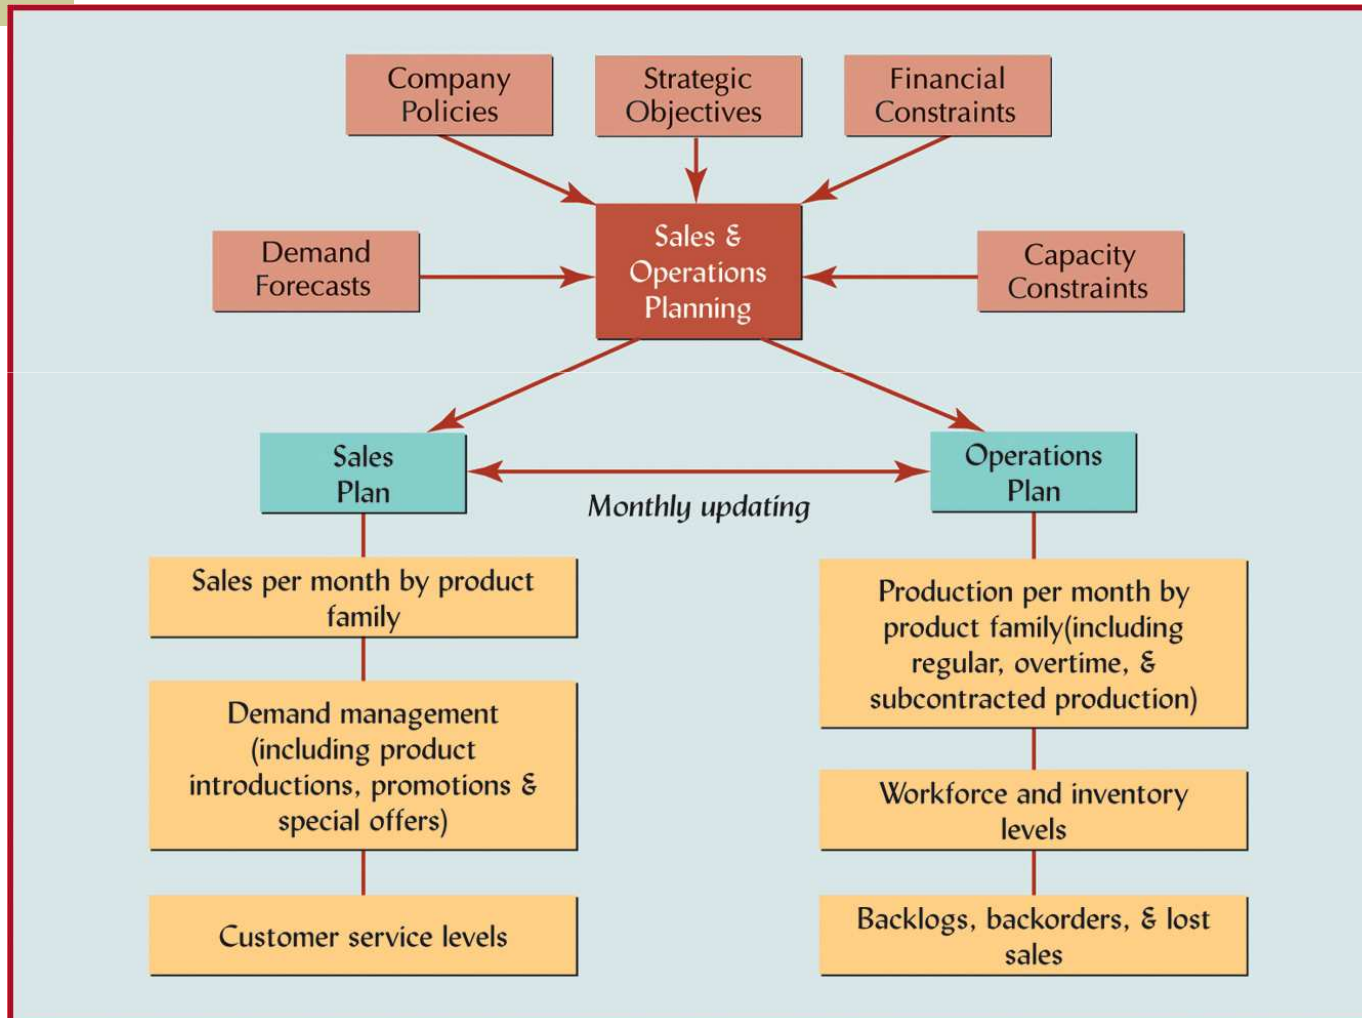 Company
Policies
Strategic
Objectives
Financial
Constraints
Demand
Forecasts
Sales &
Operations
Planning
Capacity
Constraints
Sales
Plan
Monthly updating
Operations
Plan
Sales per month by product
family
Demand management
(including product
introductions, promotions &
special offers)
Customer service levels
Production per month by
product family(including
regular, overtime, &
subcontracted production)
Workforce and inventory
levels
Backlogs, backorders, & lost
sales